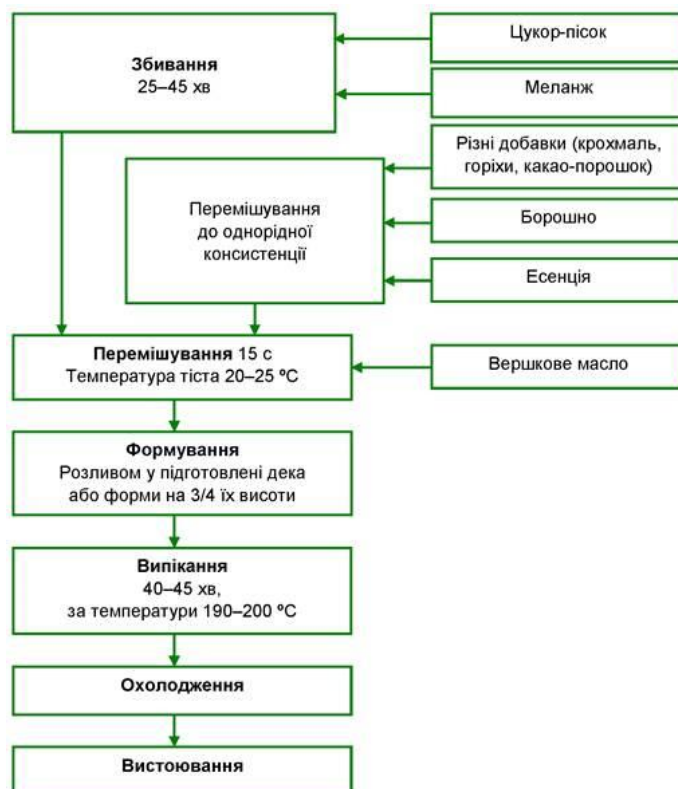 Цукор-пісок
Збивання
25–45 хв
Меланж
Різні добавки (крохмаль,
горіхи, какао-порошок)
Перемішування
до однорідної
консистенції
Борошно
Есенція
Перемішування 15 с
Температура тіста 20–25 ºС
Вершкове масло
Формування
Розливом у підготовлені дека
або форми на 3/4 їх висоти
Випікання
40–45 хв,
за температури 190–200 ºС
Охолодження
Вистоювання